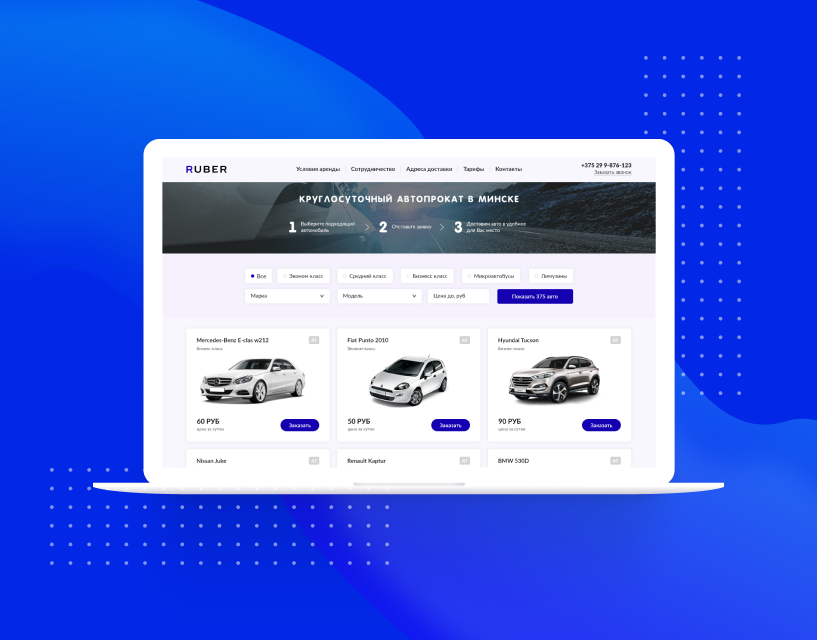 RUBER
Условия аренды
Сотрудничество
Адреса доставки
Тарифы
Контакты
+375 29 9-876-123
Заказать звонок
КРУГЛОСУТОЧНЫЙ АВТОПРОКАТ В МИНСКЕ
1
Выберите подходящий
автомобиль
2
Отставьте заявку
3
Доставим авто в удобное
для Вас место
Все
Эконом класс
Средний класс
Бизнесс класс
Микроавтобусы
Лимузины
Марка
Модель
Цена до, руб
Показать 375 авто
Mercedes-Benz E-clas w212
Бизнес-класс
60 РУБ
цена за сутки
Заказать
Fiat Punto 2010
Эконом-класс
50 РУБ
цена за сутки
Заказать
Hyundai Tucson
Бизнес-класс
90 РУБ
цена за сутки
Заказать
Nissan Juke
Renault Kaptur
BMW 530D